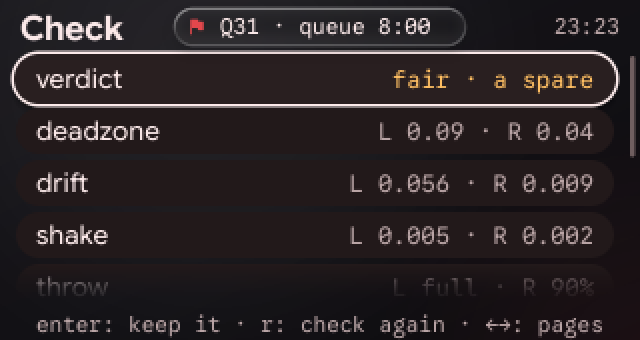 Check Q31 · queue 8:00 23:23
verdict fair · a spare
deadzone L 0.09 · R 0.04
drift L 0.056 · R 0.009
shake L 0.005 · R 0.002
throw L full · R 90%
enter: keep it · r: check again · ↔: pages